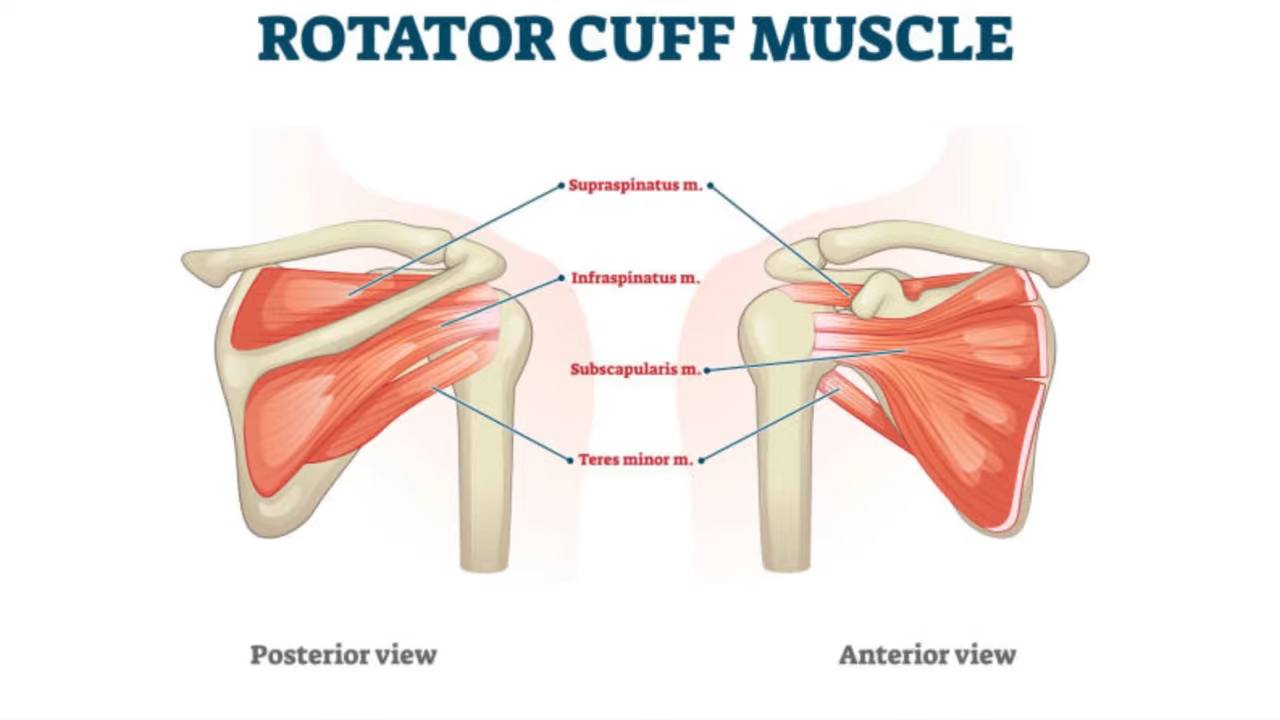 ROTATOR CUFF MUSCLE
Supraspinatus m.
Infraspinatus m.
Subscapularis m.
Teres minor m.
Posterior view
Anterior view